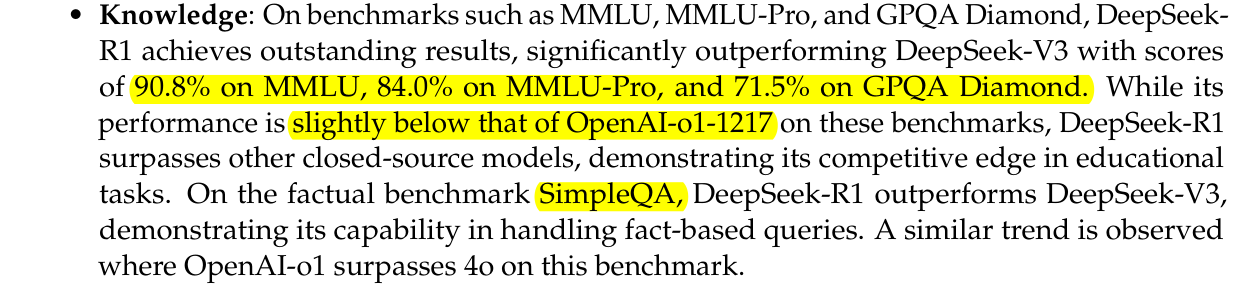 • Knowledge: On benchmarks such as MMLU, MMLU-Pro, and GPQA Diamond, DeepSeek-
R1 achieves outstanding results, significantly outperforming DeepSeek-V3 with scores
of 90.8% on MMLU, 84.0% on MMLU-Pro, and 71.5% on GPQA Diamond. While its
performance is slightly below that of OpenAI-o1-1217 on these benchmarks, DeepSeek-R1
surpasses other closed-source models, demonstrating its competitive edge in educational
tasks. On the factual benchmark SimpleQA, DeepSeek-R1 outperforms DeepSeek-V3,
demonstrating its capability in handling fact-based queries. A similar trend is observed
where OpenAI-o1 surpasses 4o on this benchmark.